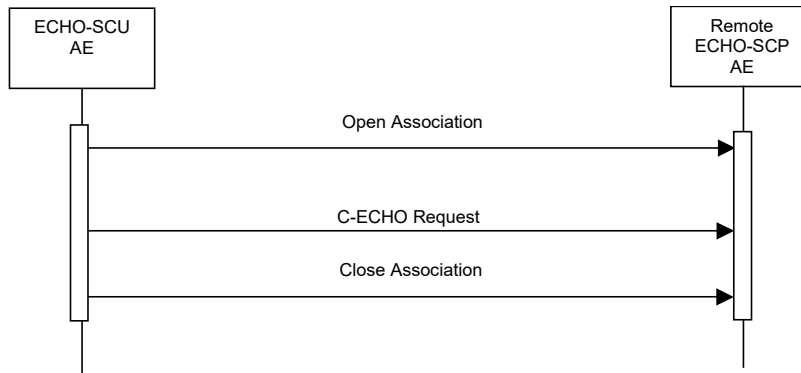 ECHO-SCU
AE
Remote
ECHO-SCP
AE
Open Association
C-ECHO Request
Close Association